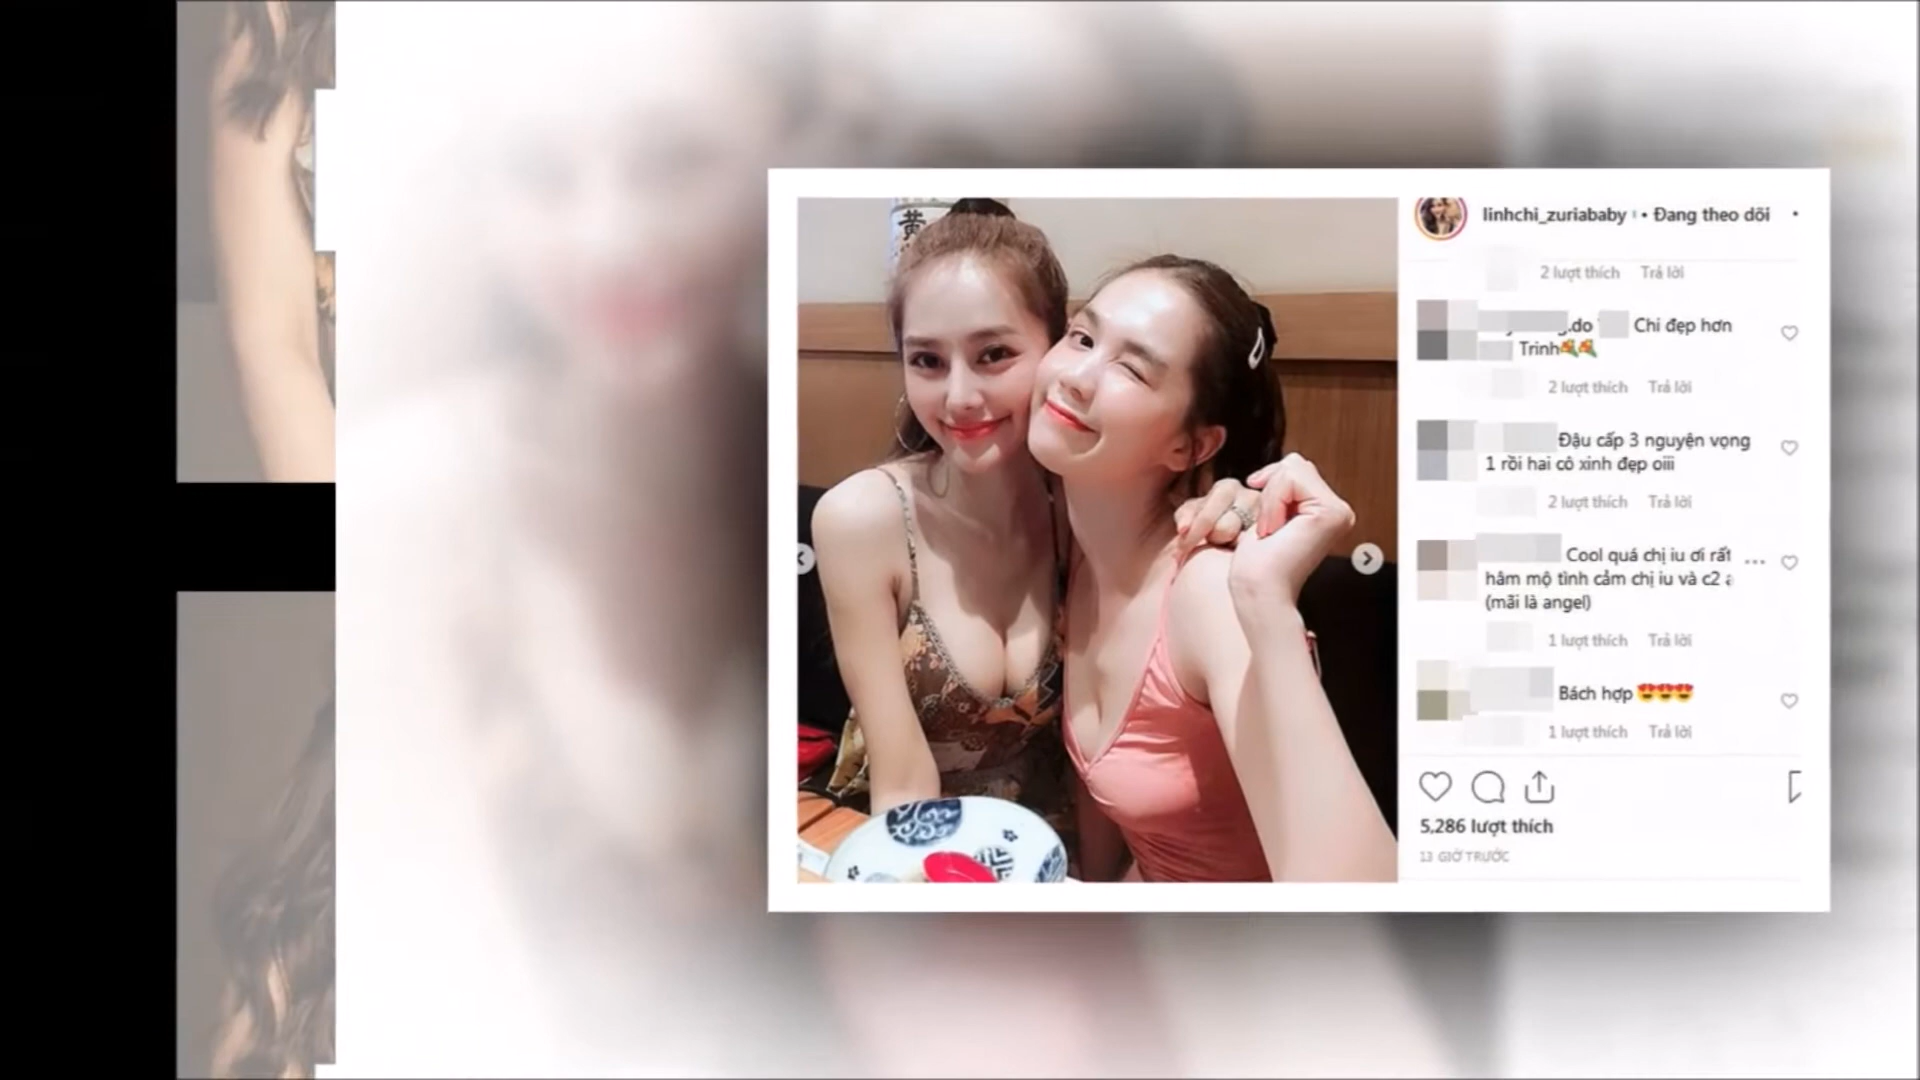 黄
linhchi_zuriababy • Đang theo dõi
2 lượt thích Trả lời
.do Chi đẹp hơn
Trinh
2 lượt thích Trả lời
Đậu cấp 3 nguyện vọng
1 rồi hai cô xinh đẹp oiii
2 lượt thích Trả lời
Cool quá chị iu ơi rất
hâm mộ tình cảm chị iu và c2
(mãi là angel)
1 lượt thích Trả lời
Bách hợp 😍😍😍
1 lượt thích Trả lời
5,286 lượt thích
13 GIỜ TRƯỚC